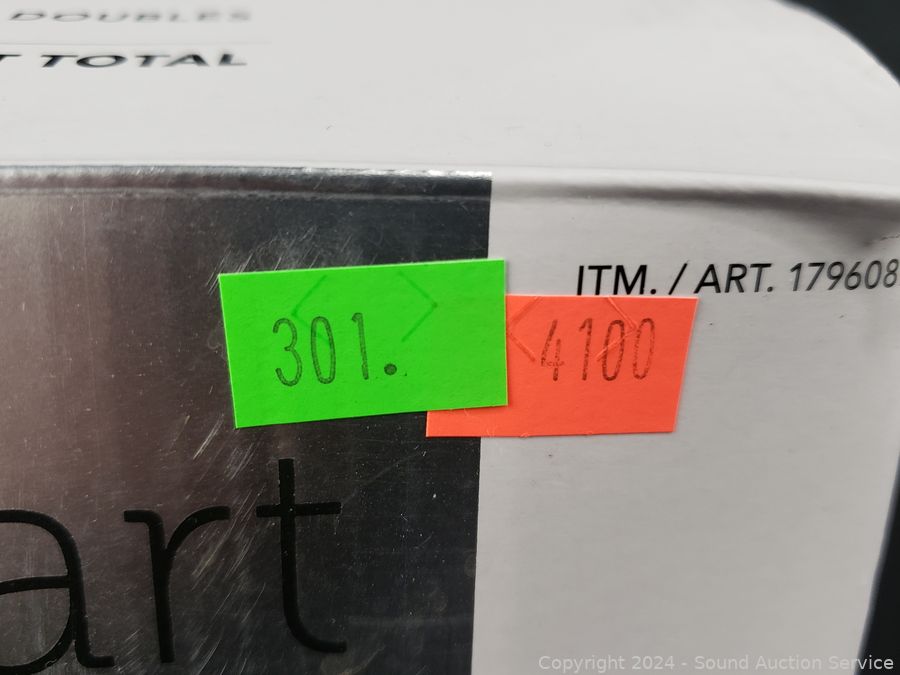 DOUBLES
T TOTAL
ITM. / ART. 179608
301.
4100
art
Copyright 2024 - Sound Auction Service